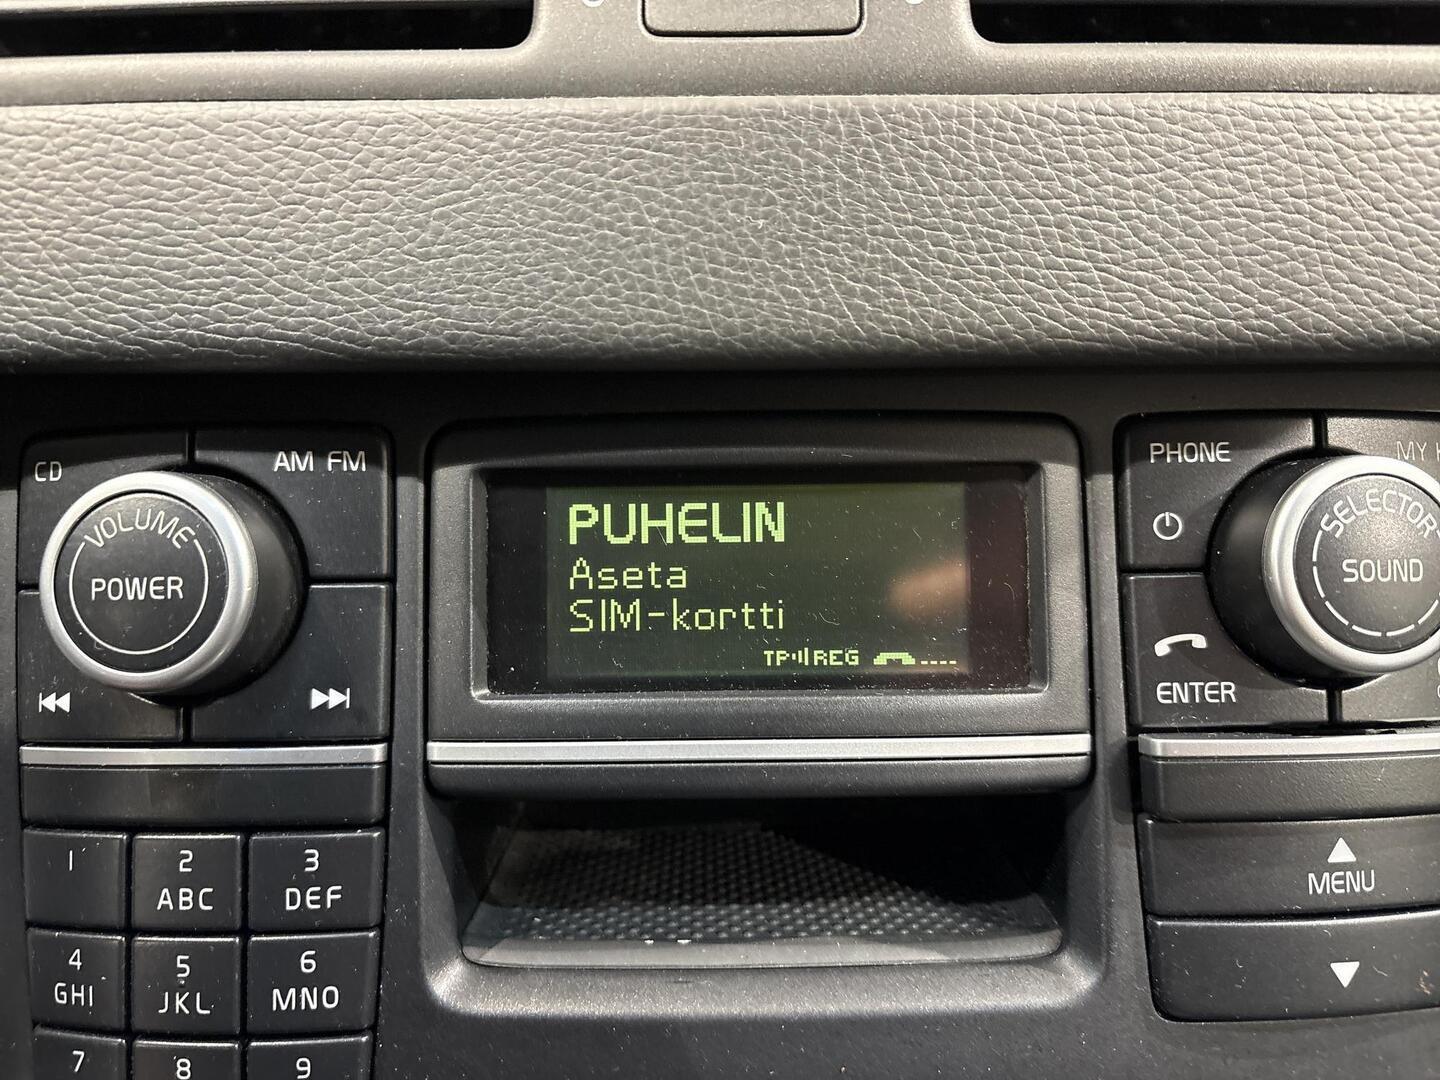 CD
AM FM
VOLUME
POWER
PUHELIN
Aseta
SIM-kortti
TP REG ----
PHONE
MY
SELECTOR
SOUND
ENTER
MENU
1
2
ABC
3
DEF
4
GHI
5
JKL
6
MNO
7
8
9